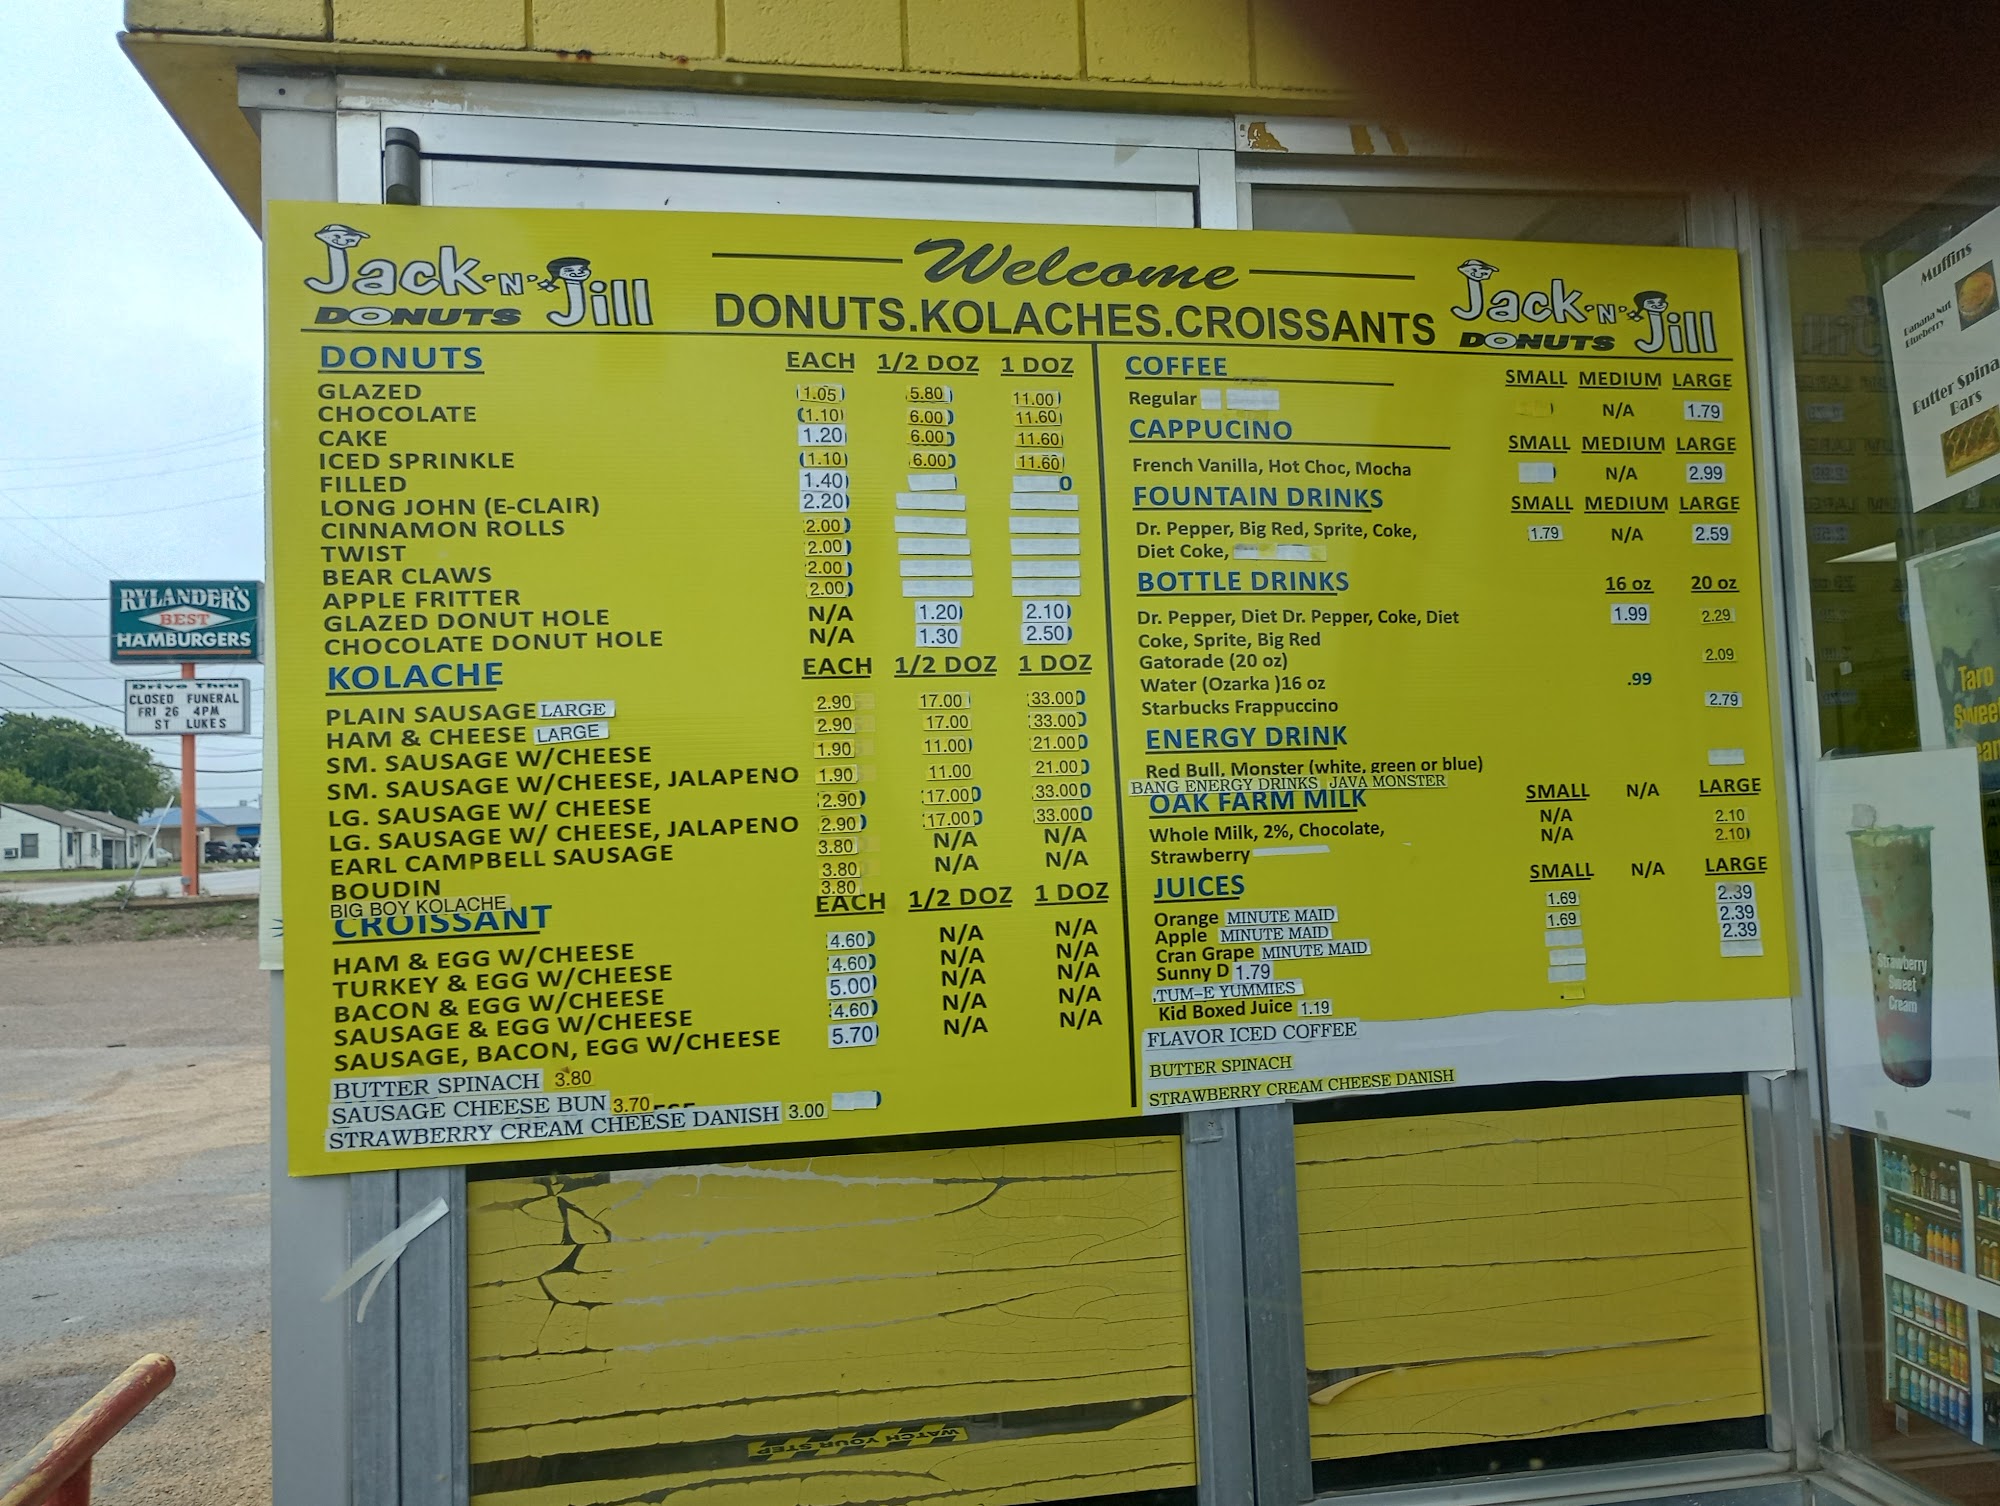 Jack-N-Jill
DONUTS
Welcome
DONUTS.KOLACHES.CROISSANTS
Jack-N-Jill
DONUTS
DONUTS EACH 1/2 DOZ 1 DOZ
GLAZED 1.05 5.80 11.00
CHOCOLATE (1.10) 6.00 11.60
CAKE 1.20 6.00 11.60
ICED SPRINKLE (1.10) 6.00 11.60
FILLED 1.40
LONG JOHN (E-CLAIR) 2.20
CINNAMON ROLLS 2.00
TWIST 2.00
BEAR CLAWS 2.00
APPLE FRITTER 2.00
GLAZED DONUT HOLE N/A 1.20 2.10
CHOCOLATE DONUT HOLE N/A 1.30 2.50
KOLACHE EACH 1/2 DOZ 1 DOZ
PLAIN SAUSAGE LARGE 2.90 17.00 33.00
HAM & CHEESE LARGE 2.90 17.00 33.00
SM. SAUSAGE W/CHEESE 1.90 11.00 21.00
SM. SAUSAGE W/CHEESE, JALAPENO 1.90 11.00 21.00
LG. SAUSAGE W/ CHEESE 2.90 17.00 33.00
LG. SAUSAGE W/ CHEESE, JALAPENO 2.90 17.00 33.00
EARL CAMPBELL SAUSAGE 3.80 N/A N/A
BOUDIN 3.80 N/A N/A
BIG BOY KOLACHE 3.80
CROISSANT EACH 1/2 DOZ 1 DOZ
HAM & EGG W/CHEESE 4.60 N/A N/A
TURKEY & EGG W/CHEESE 4.60 N/A N/A
BACON & EGG W/CHEESE 5.00 N/A N/A
SAUSAGE & EGG W/CHEESE 4.60 N/A N/A
SAUSAGE, BACON, EGG W/CHEESE 5.70 N/A N/A
BUTTER SPINACH 3.80
SAUSAGE CHEESE BUN 3.70
STRAWBERRY CREAM CHEESE DANISH 3.00
COFFEE SMALL MEDIUM LARGE
Regular N/A 1.79
CAPPUCINO SMALL MEDIUM LARGE
French Vanilla, Hot Choc, Mocha N/A 2.99
FOUNTAIN DRINKS SMALL MEDIUM LARGE
Dr. Pepper, Big Red, Sprite, Coke, 1.79 N/A 2.59
Diet Coke,
BOTTLE DRINKS 16 oz 20 oz
Dr. Pepper, Diet Dr. Pepper, Coke, Diet 1.99 2.29
Coke, Sprite, Big Red
Gatorade (20 oz) 2.09
Water (Ozarka )16 oz .99
Starbucks Frappuccino 2.79
ENERGY DRINK
Red Bull, Monster (white, green or blue)
BANG ENERGY DRINKS JAVA MONSTER
OAK FARM MILK SMALL N/A LARGE
Whole Milk, 2%, Chocolate, N/A 2.10
Strawberry N/A 2.10
JUICES SMALL N/A LARGE
Orange MINUTE MAID 1.69 2.39
Apple MINUTE MAID 1.69 2.39
Cran Grape MINUTE MAID 2.39
Sunny D 1.79
TUM-E YUMMIES
Kid Boxed Juice 1.19
FLAVOR ICED COFFEE
BUTTER SPINACH
STRAWBERRY CREAM CHEESE DANISH
RYLANDER'S
BEST
HAMBURGERS
Drive Thru
CLOSED FUNERAL
FRI 26 4PM
ST LUKES
Muffins
Banana Nut
Blueberry
Butter Spina
Bars
Taro
Sweet
Strawberry
Sweet
Cream
WATCH YOUR STEP